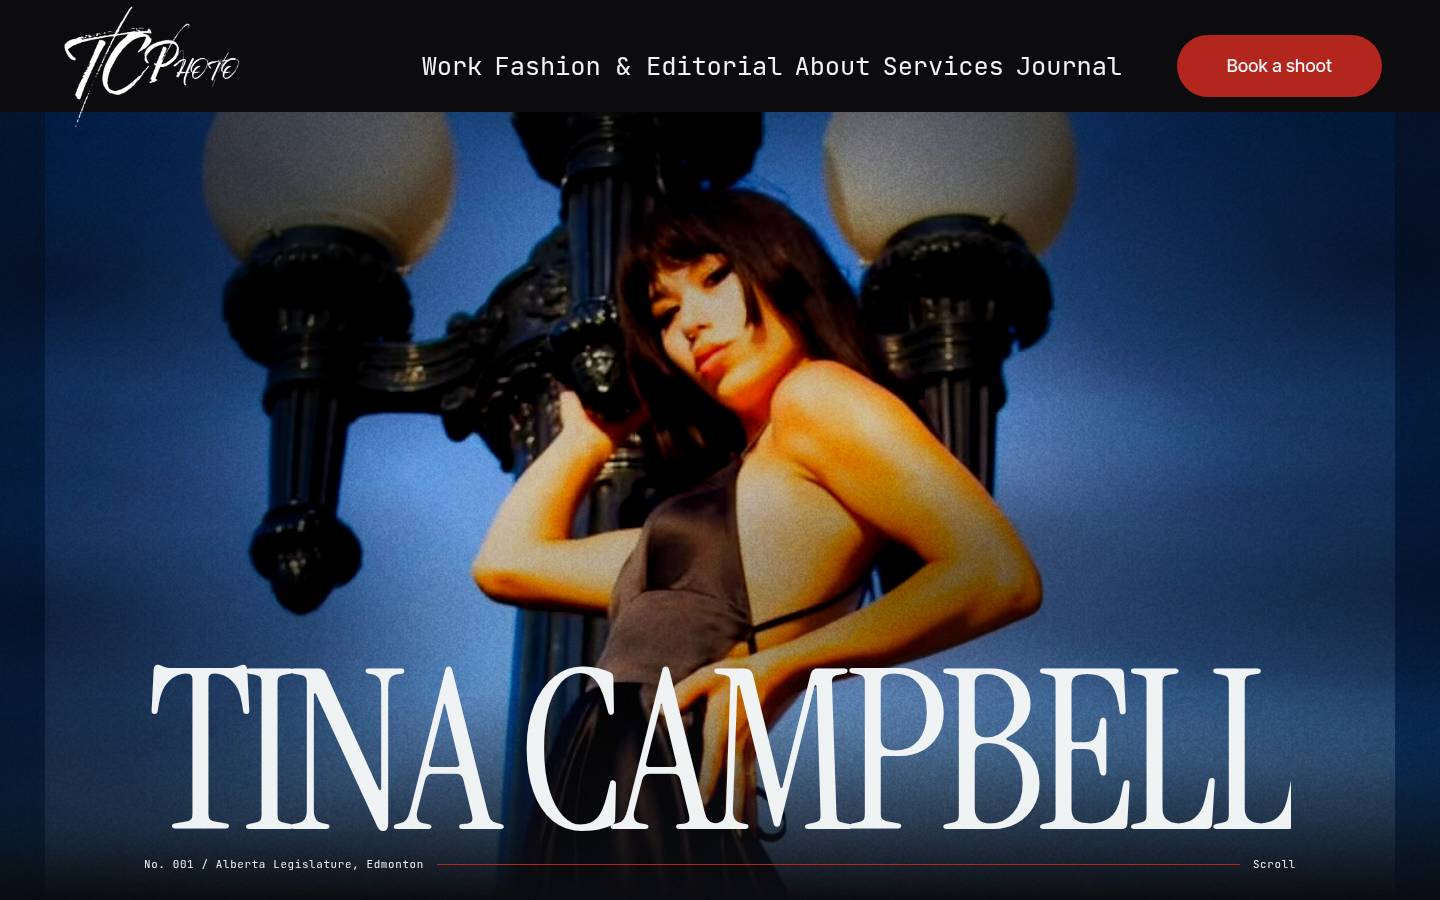 TCPHOTO
Work Fashion & Editorial About Services Journal
Book a shoot
TINA CAMPBELL
No. 001 / Alberta Legislature, Edmonton
Scroll